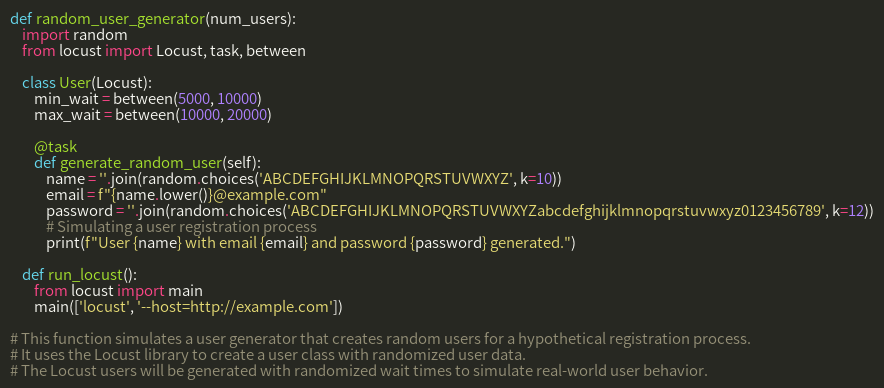 def random_user_generator(num_users):
    import random
    from locust import Locust, task, between

    class User(Locust):
        min_wait = between(5000, 10000)
        max_wait = between(10000, 20000)

        @task
        def generate_random_user(self):
            name = ''.join(random.choices('ABCDEFGHIJKLMNOPQRSTUVWXYZ', k=10))
            email = f"{name.lower()}@example.com"
            password = ''.join(random.choices('ABCDEFGHIJKLMNOPQRSTUVWXYZabcdefghijklmnopqrstuvwxyz0123456789', k=12))
            # Simulating a user registration process
            print(f"User {name} with email {email} and password {password} generated.")

    def run_locust():
        from locust import main
        main(['locust', '--host=http://example.com'])

# This function simulates a user generator that creates random users for a hypothetical registration process.
# It uses the Locust library to create a user class with randomized user data.
# The Locust users will be generated with randomized wait times to simulate real-world user behavior.